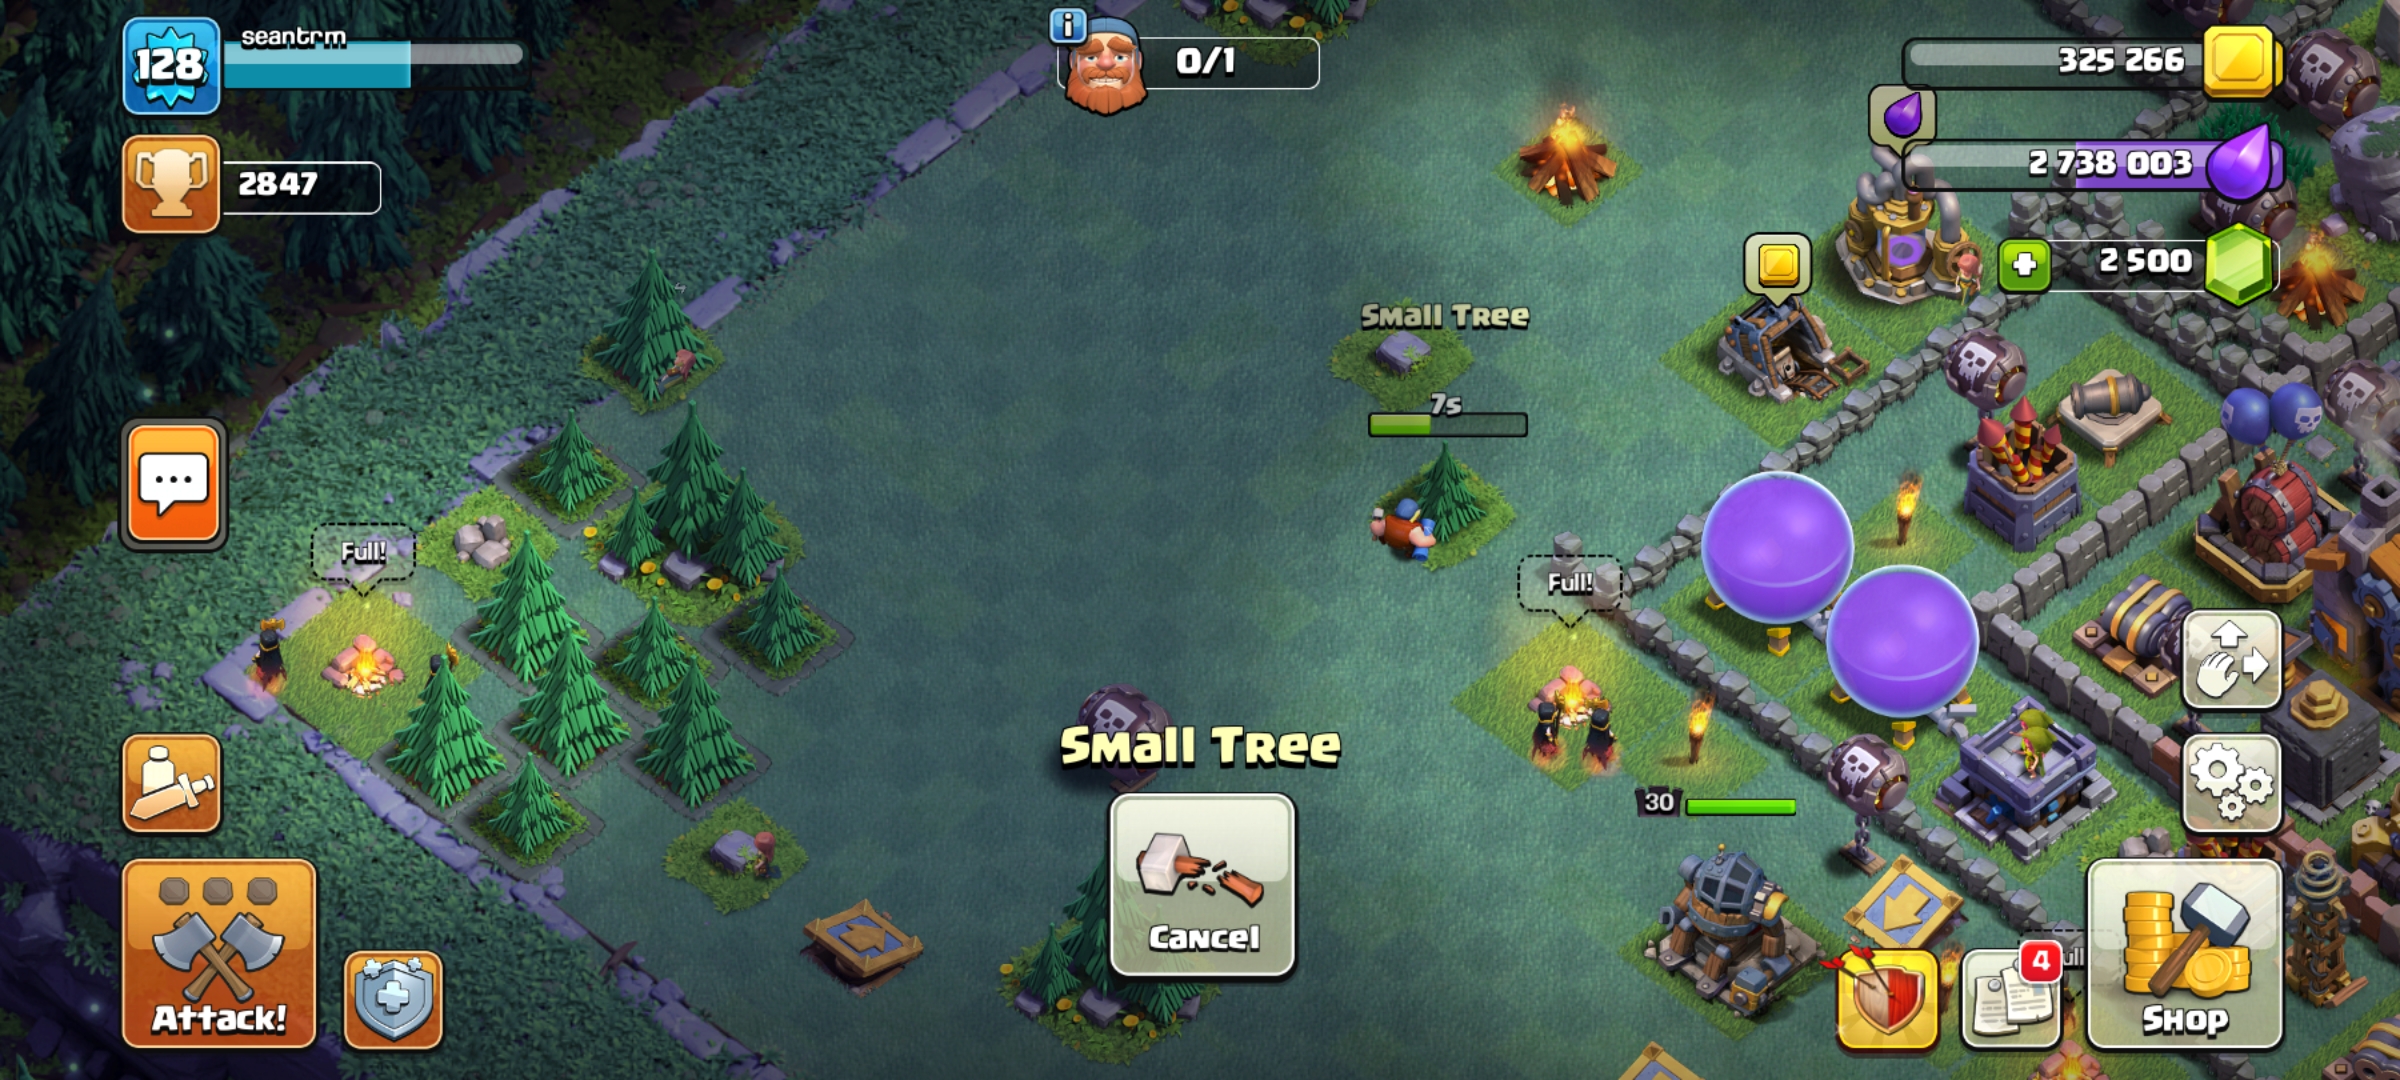 128
seantrm
i
0/1
325 266
2847
2 738 003
2 500
Small Tree
7s
Full!
Full!
Small Tree
30
Cancel
Attack!
4
Shop